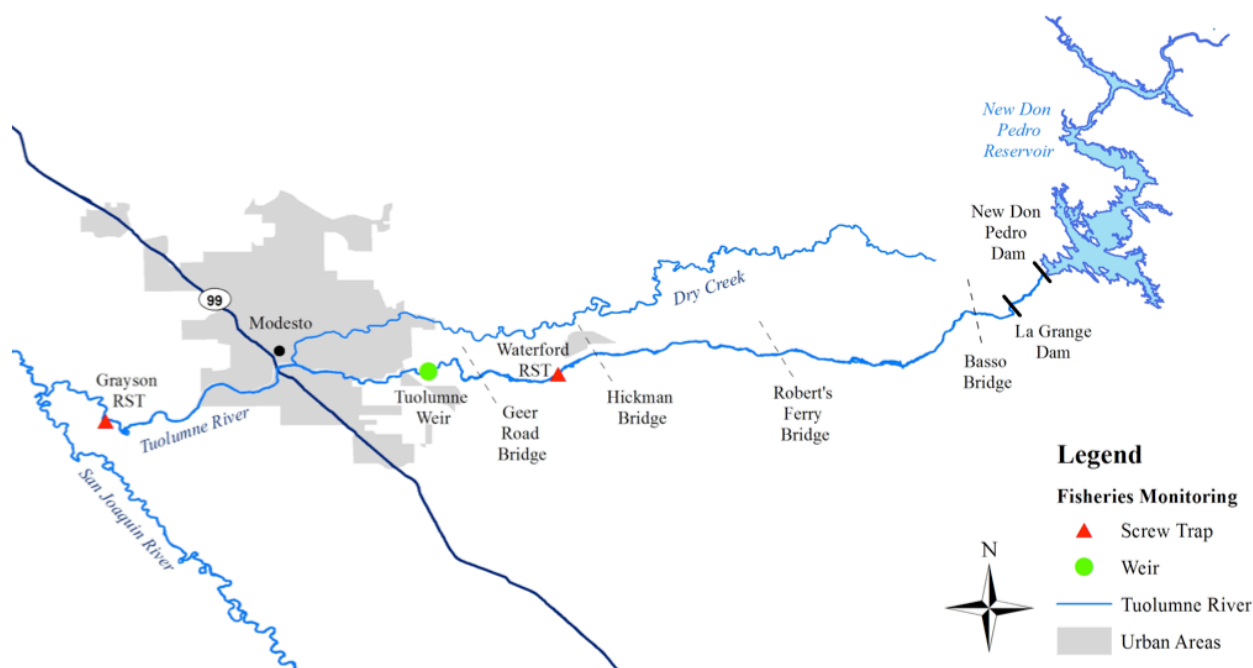 New Don
Pedro
Reservoir
New Don
Pedro
Dam
La Grange
Dam
Basso
Bridge
Dry Creek
99
Modesto
Waterford
RST
Hickman
Bridge
Robert's
Ferry
Bridge
Grayson
RST
Tuolumne
Weir
Geer
Road
Bridge
Tuolumne River
San Joaquin River
Legend
Fisheries Monitoring
Screw Trap
Weir
Tuolumne River
Urban Areas
N